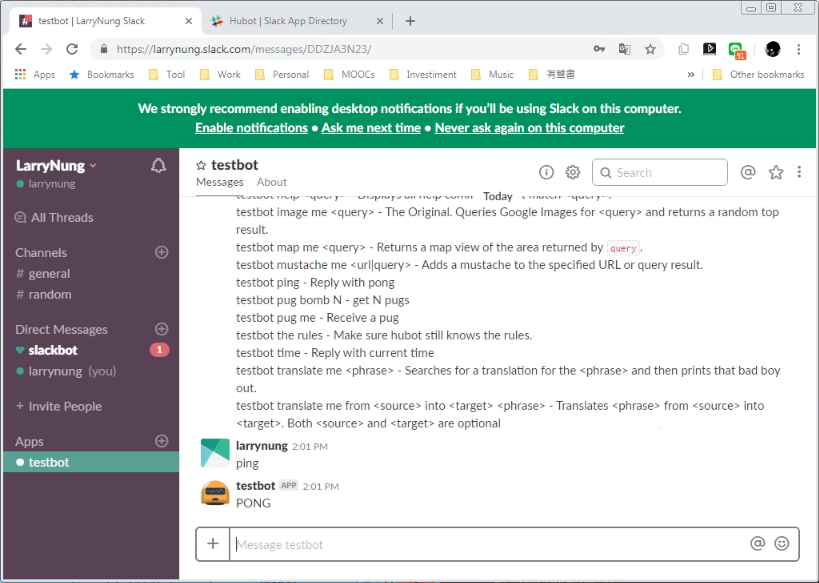 testbot | LarryNung Slack
Hubot | Slack App Directory
https://larrynung.slack.com/messages/DDZJA3N23/
91
Apps
Bookmarks
Tool
Work
Personal
MOOCs
Investiment
Music
有聲書
»
Other bookmarks
We strongly recommend enabling desktop notifications if you'll be using Slack on this computer.
Enable notifications • Ask me next time • Never ask again on this computer
LarryNung
larrynung
All Threads
Channels
# general
# random
Direct Messages
slackbot
1
larrynung (you)
+ Invite People
Apps
testbot
testbot
Messages
About
Search
Today
testbot help <query> - Displays all help match <query>.
testbot image me <query> - The Original. Queries Google Images for <query> and returns a random top
result.
testbot map me <query> - Returns a map view of the area returned by query.
testbot mustache me <url|query> - Adds a mustache to the specified URL or query result.
testbot ping - Reply with pong
testbot pug bomb N - get N pugs
testbot pug me - Receive a pug
testbot the rules - Make sure hubot still knows the rules.
testbot time - Reply with current time
testbot translate me <phrase> - Searches for a translation for the <phrase> and then prints that bad boy
out.
testbot translate me from <source> into <target> <phrase> - Translates <phrase> from <source> into
<target>. Both <source> and <target> are optional
larrynung 2:01 PM
ping
testbot APP 2:01 PM
PONG
+
Message testbot
@